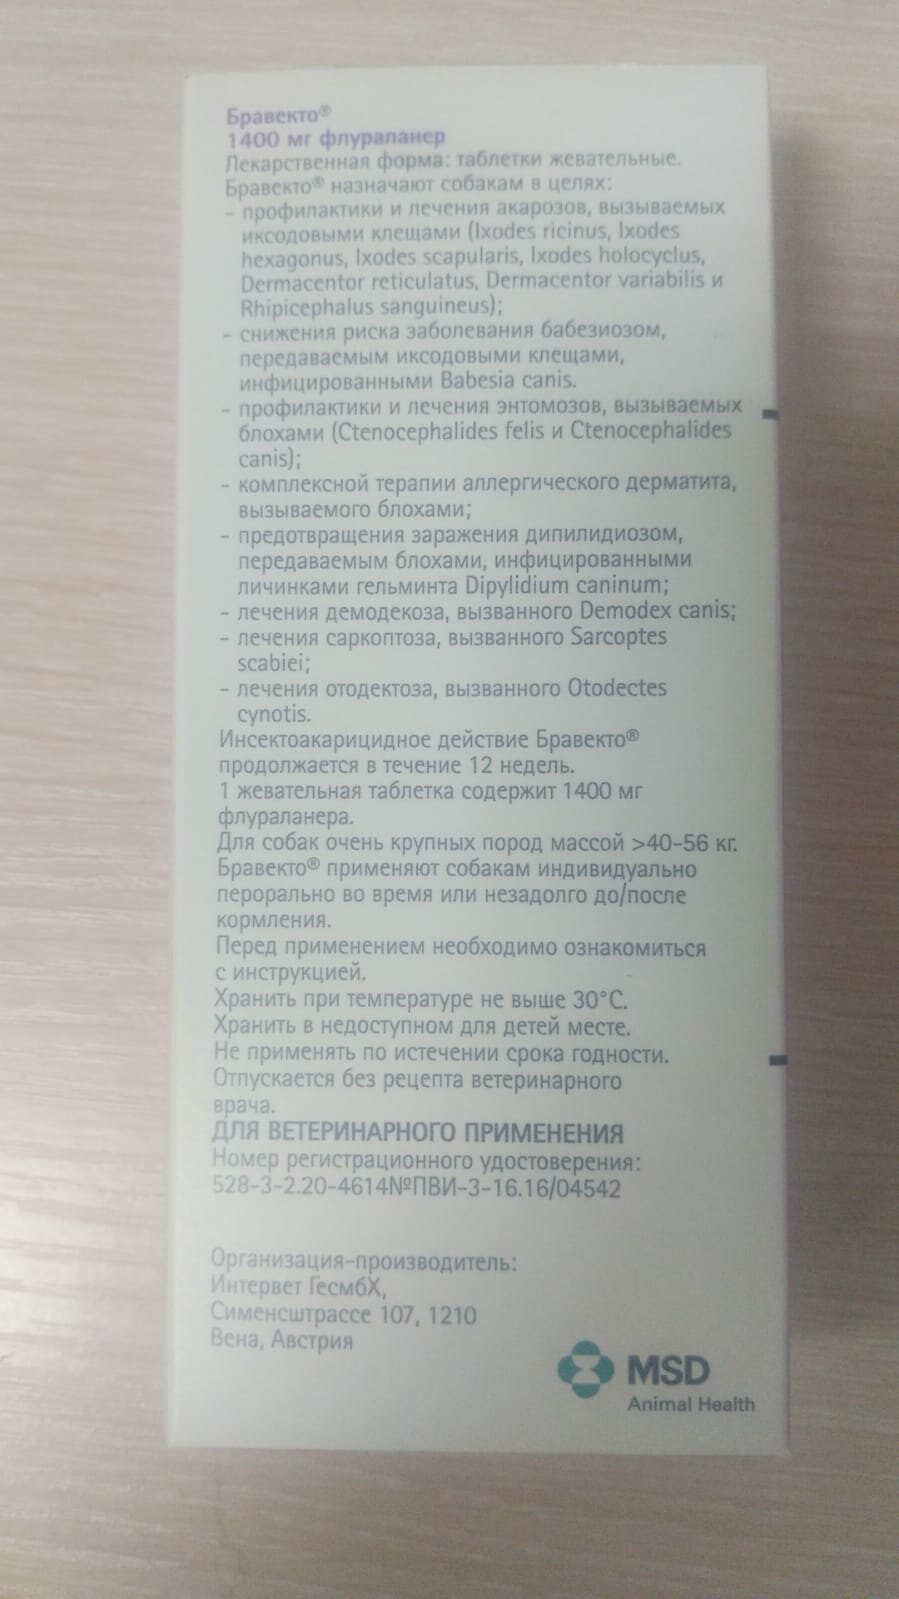 Бравекто®
1400 мг флураланер
Лекарственная форма: таблетки жевательные.
Бравекто® назначают собакам в целях:
- профилактики и лечения акарозов, вызываемых
иксодовыми клещами (Ixodes ricinus, Ixodes
hexagonus, Ixodes scapularis, Ixodes holocyclus,
Dermacentor reticulatus, Dermacentor variabilis и
Rhipicephalus sanguineus);
- снижения риска заболевания бабезиозом,
передаваемым иксодовыми клещами,
инфицированными Babesia canis.
- профилактики и лечения энтомозов, вызываемых
блохами (Ctenocephalides felis и Ctenocephalides
canis);
- комплексной терапии аллергического дерматита,
вызываемого блохами;
- предотвращения заражения дипилидиозом,
передаваемым блохами, инфицированными
личинками гельминта Dipylidium caninum;
- лечения демодекоза, вызванного Demodex canis;
- лечения саркоптоза, вызванного Sarcoptes
scabiei;
- лечения отодектоза, вызванного Otodectes
cynotis.
Инсектоакарицидное действие Бравекто®
продолжается в течение 12 недель.
1 жевательная таблетка содержит 1400 мг
флураланера.
Для собак очень крупных пород массой >40-56 кг.
Бравекто® применяют собакам индивидуально
перорально во время или незадолго до/после
кормления.
Перед применением необходимо ознакомиться
с инструкцией.
Хранить при температуре не выше 30°C.
Хранить в недоступном для детей месте.
Не применять по истечении срока годности.
Отпускается без рецепта ветеринарного
врача.
ДЛЯ ВЕТЕРИНАРНОГО ПРИМЕНЕНИЯ
Номер регистрационного удостоверения:
528-3-2.20-4614№ПВИ-3-16.16/04542
Организация-производитель:
Интервет ГесмбХ,
Сименсштрассе 107, 1210
Вена, Австрия
MSD
Animal Health